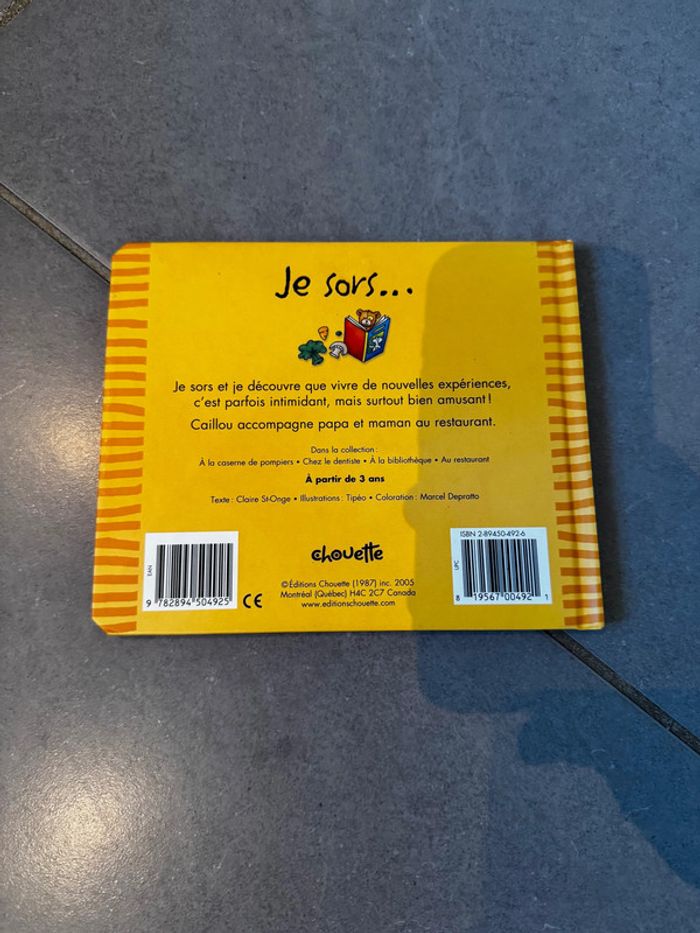 Je sors...
Je sors et je découvre que vivre de nouvelles expériences,
c'est parfois intimidant, mais surtout bien amusant!
Caillou accompagne papa et maman au restaurant.
Dans la collection :
À la caserne de pompiers • Chez le dentiste • À la bibliothèque • Au restaurant
À partir de 3 ans
Texte : Claire St-Onge • Illustrations : Tipéo • Coloration : Marcel Depratto
chouette
©Éditions Chouette (1987) inc. 2005
Montréal (Québec) H4C 2C7 Canada
www.editionschouette.com
EAN
9 782894 504925
CE
ISBN 2-89450-492-6
UPC
8 19567 00492 1